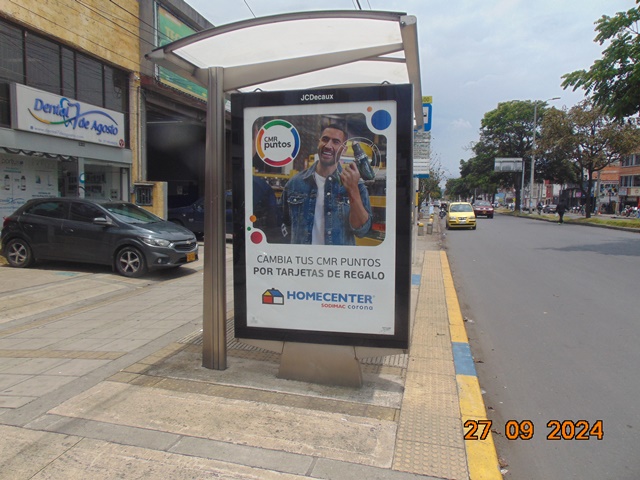 Dental
de Agosto
JCDecaux
CMR
puntos
CAMBIA TUS CMR PUNTOS
POR TARJETAS DE REGALO
HOMECENTER
SODIMAC corona
27 09 2024